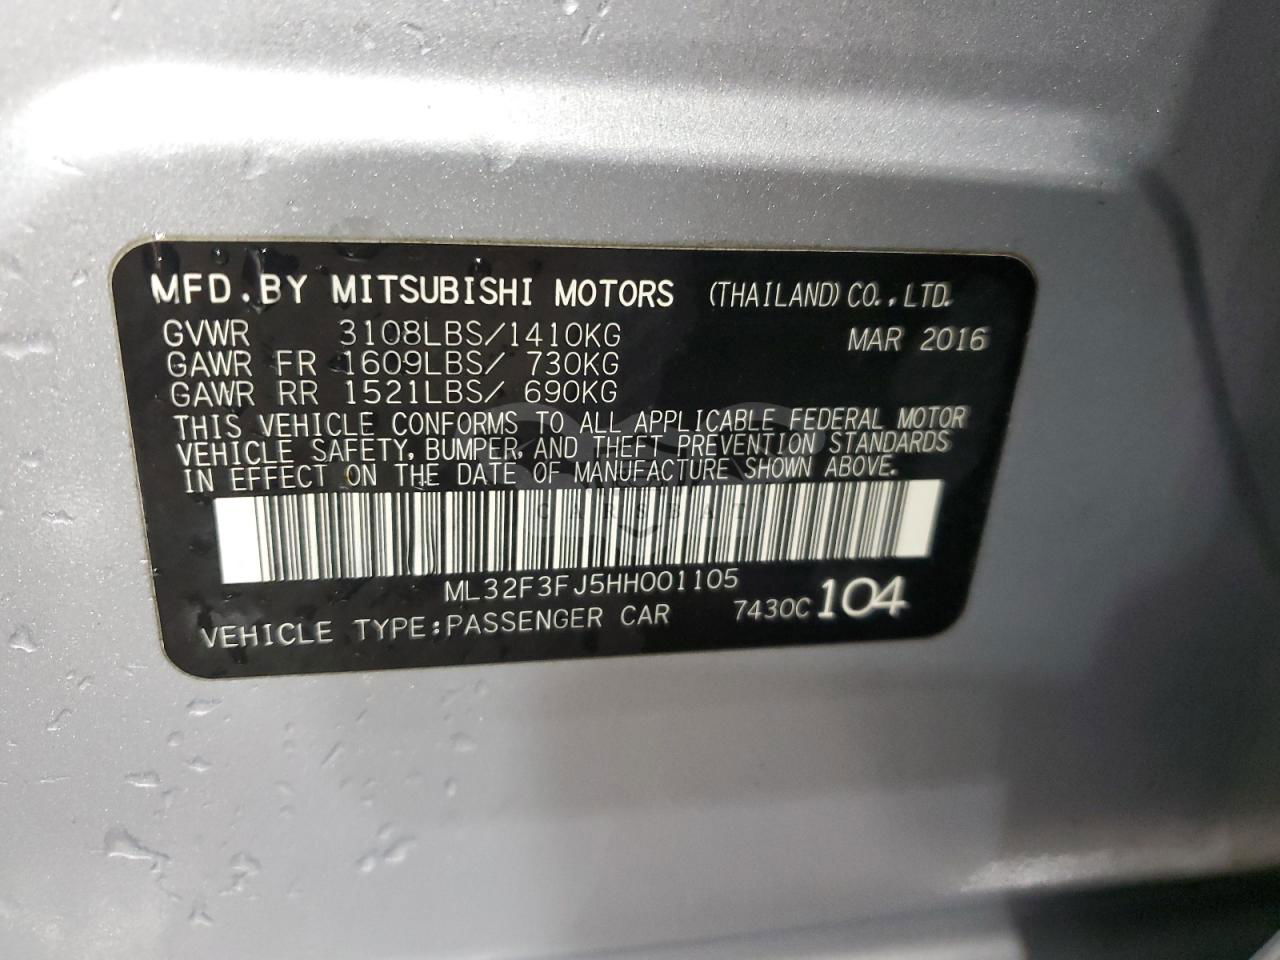 MFD.BY MITSUBISHI MOTORS (THAILAND) CO.,LTD.
GVWR 3108LBS/1410KG MAR 2016
GAWR FR 1609LBS/ 730KG
GAWR RR 1521LBS/ 690KG
THIS VEHICLE CONFORMS TO ALL APPLICABLE FEDERAL MOTOR
VEHICLE SAFETY, BUMPER, AND THEFT PREVENTION STANDARDS
IN EFFECT ON THE DATE OF MANUFACTURE SHOWN ABOVE.
CARSBAT
ML32F3FJ5HH001105
VEHICLE TYPE:PASSENGER CAR 7430C 104